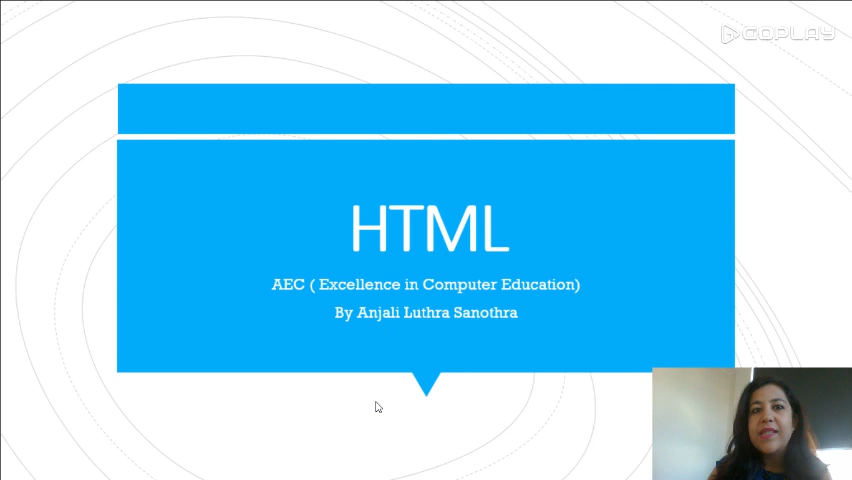 GOPLAY
HTML
AEC ( Excellence in Computer Education)
By Anjali Luthra Sanothra